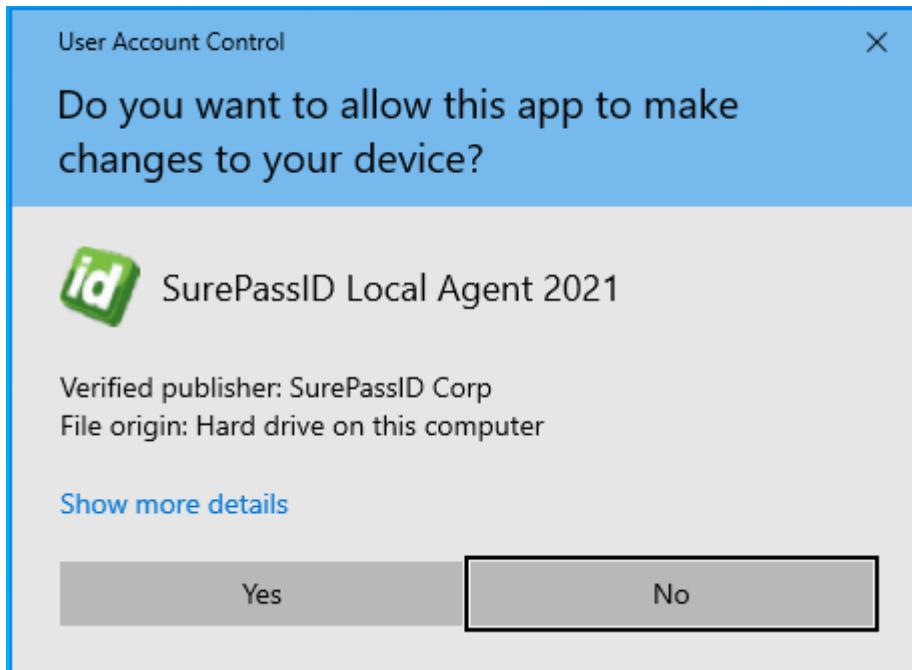 User Account Control
Do you want to allow this app to make
changes to your device?
id
SurePassID Local Agent 2021
Verified publisher: SurePassID Corp
File origin: Hard drive on this computer
Show more details
Yes
No